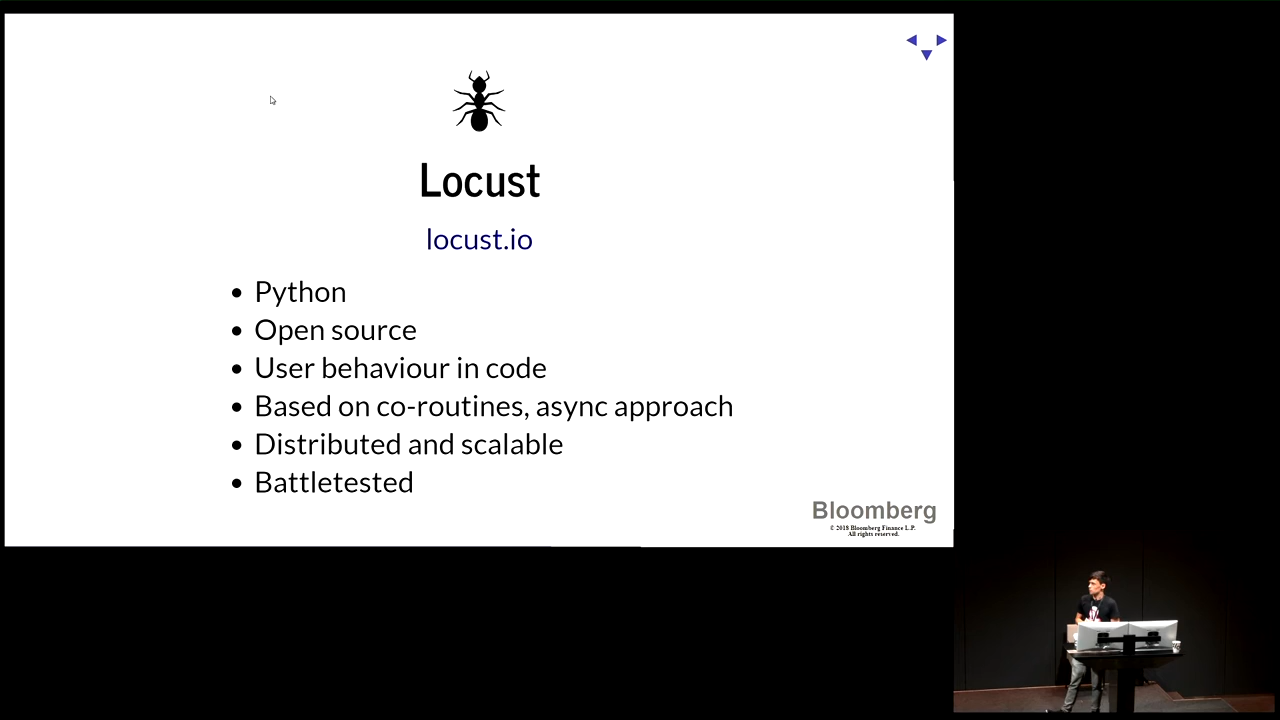 Locust
locust.io
Python
Open source
User behaviour in code
Based on co-routines, async approach
Distributed and scalable
Battletested
Bloomberg
© 2018 Bloomberg Finance L.P.
All rights reserved.